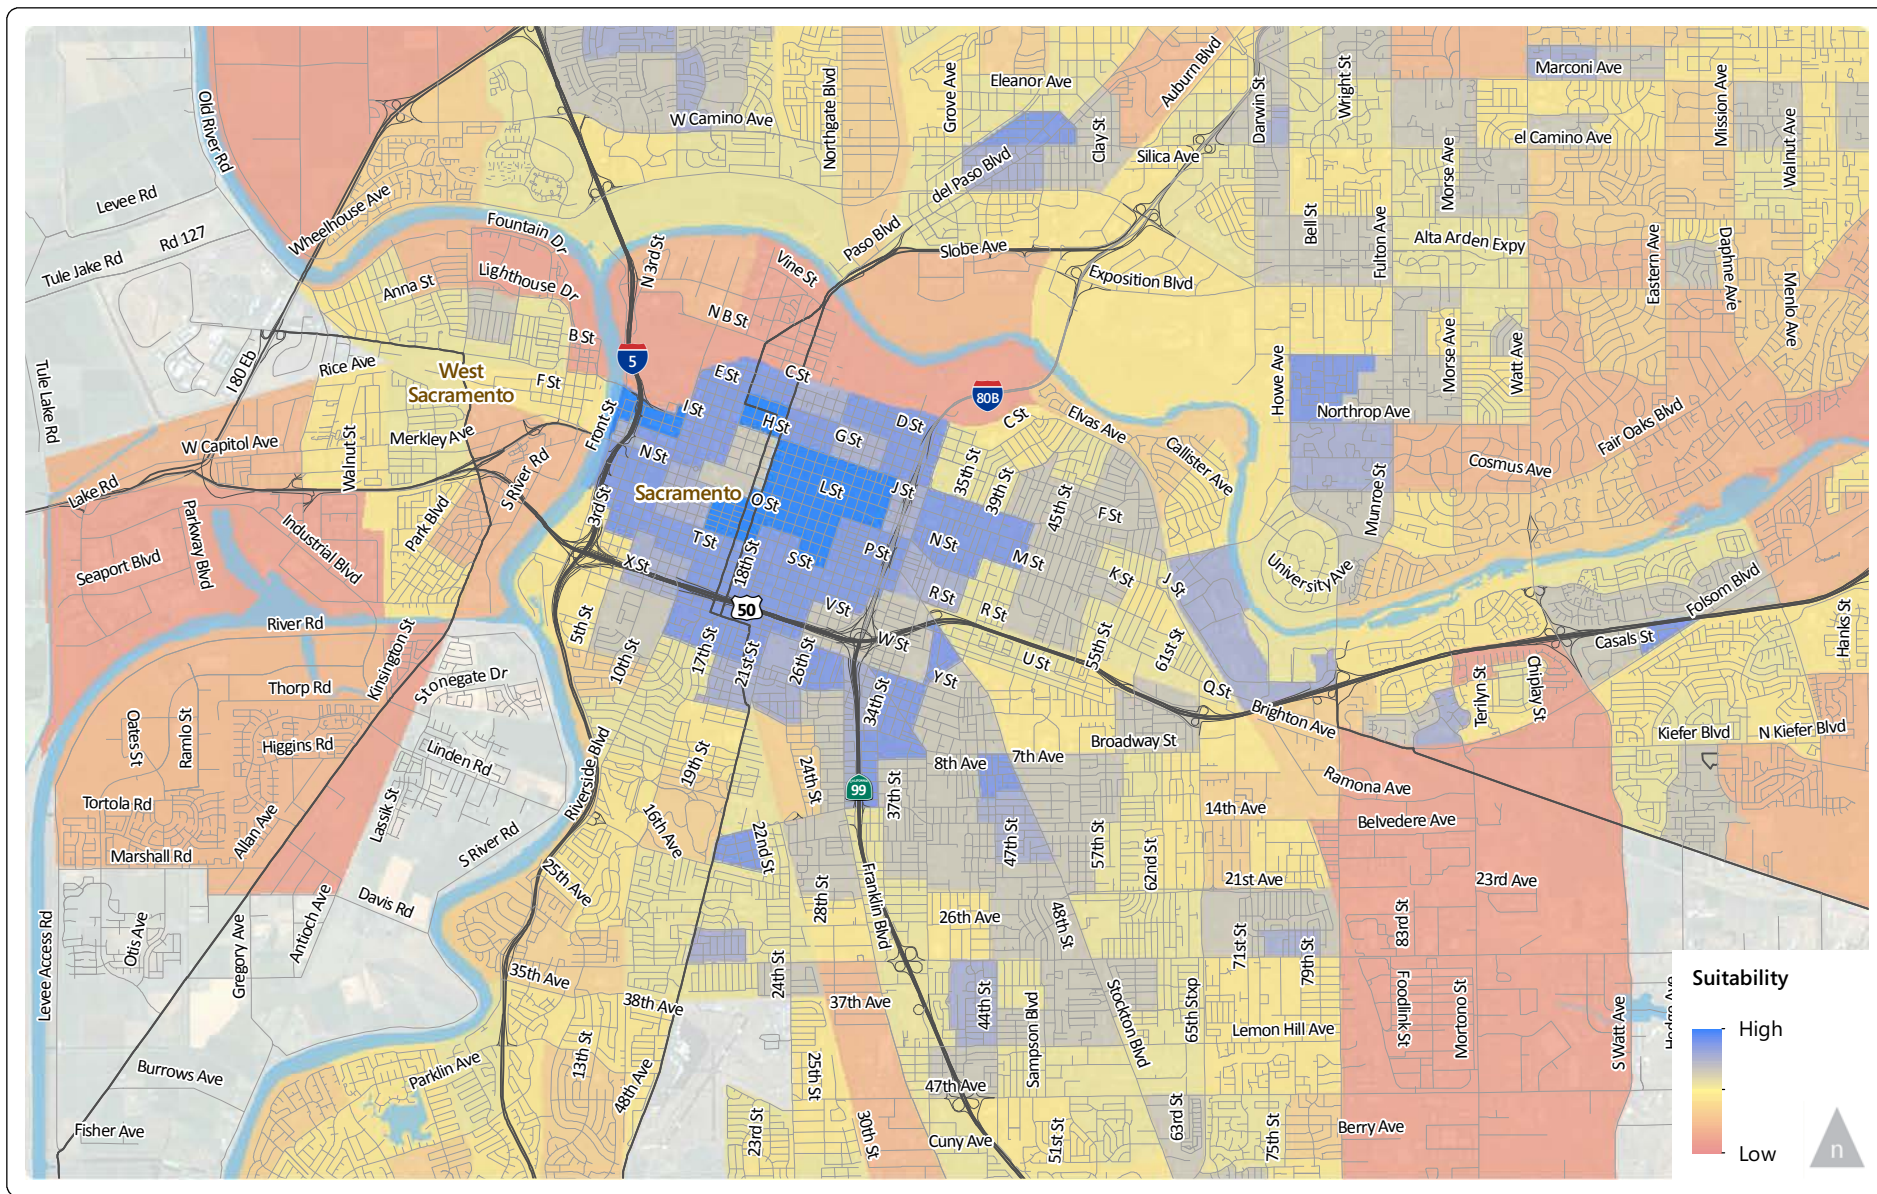 Marconi Ave
Eleanor Ave
Auburn Blvd
Wright St
Mission Ave
Northgate Blvd
Grove Ave
Old River Rd
W Camino Ave
Clay St
Darwin St
el Camino Ave
Walnut Ave
Silica Ave
del Paso Blvd
Morse Ave
Levee Rd
Wheelhouse Ave
Fountain Dr
Rd 127
Paso Blvd
Slobe Ave
Bell St
Fulton Ave
Alta Arden Expy
Eastern Ave
Daphne Ave
Tule Jake Rd
N 3rd St
Vine St
Anna St
Lighthouse Dr
Exposition Blvd
Menlo Ave
N B St
B St
5
Rice Ave
I 80 Eb
West
Sacramento
F St
E St
C St
80B
Howe Ave
Morse Ave
Watt Ave
Tule Lake Rd
Front St
I St
H St
G St
D St
C St
Elvas Ave
Northrop Ave
Fair Oaks Blvd
W Capitol Ave
Walnut St
Merkley Ave
N St
35th St
Callister Ave
Cosmus Ave
Lake Rd
S River Rd
Sacramento
L St
J St
39th St
Munroe St
O St
45th St
F St
Parkway Blvd
Park Blvd
3rd St
Industrial Blvd
T St
18th St
S St
P St
N St
M St
Seaport Blvd
X St
K St
J St
University Ave
Folsom Blvd
River Rd
5th St
50
V St
R St
R St
Hanks St
Kinsington St
10th St
17th St
21st St
26th St
W St
U St
55th St
61st St
Casals St
Stonegate Dr
Thorp Rd
34th St
Y St
Q St
Terilyn St
Chiplay St
Oates St
Ramlo St
Higgins Rd
Linden Rd
Riverside Blvd
19th St
Brighton Ave
Kiefer Blvd
N Kiefer Blvd
Broadway St
7th Ave
8th Ave
24th St
37th St
99
Ramona Ave
Tortola Rd
Allan Ave
Lassik St
16th Ave
14th Ave
Belvedere Ave
Marshall Rd
S River Rd
22nd St
47th St
57th St
62nd St
25th Ave
21st Ave
23rd Ave
Levee Access Rd
Otis Ave
Gregory Ave
Antioch Ave
Davis Rd
28th St
Franklin Blvd
26th Ave
48th St
71st St
79th St
83rd St
35th Ave
24th St
38th Ave
37th Ave
44th St
Sampson Blvd
Stockton Blvd
65th St xp
Lemon Hill Ave
Foodlink St
Mortono St
S Watt Ave
Suitability
High
Low
n
Burrows Ave
Parklin Ave
13th St
48th Ave
25th St
47th Ave
Fisher Ave
23rd St
30th St
Cuny Ave
51st St
63rd St
75th St
Berry Ave